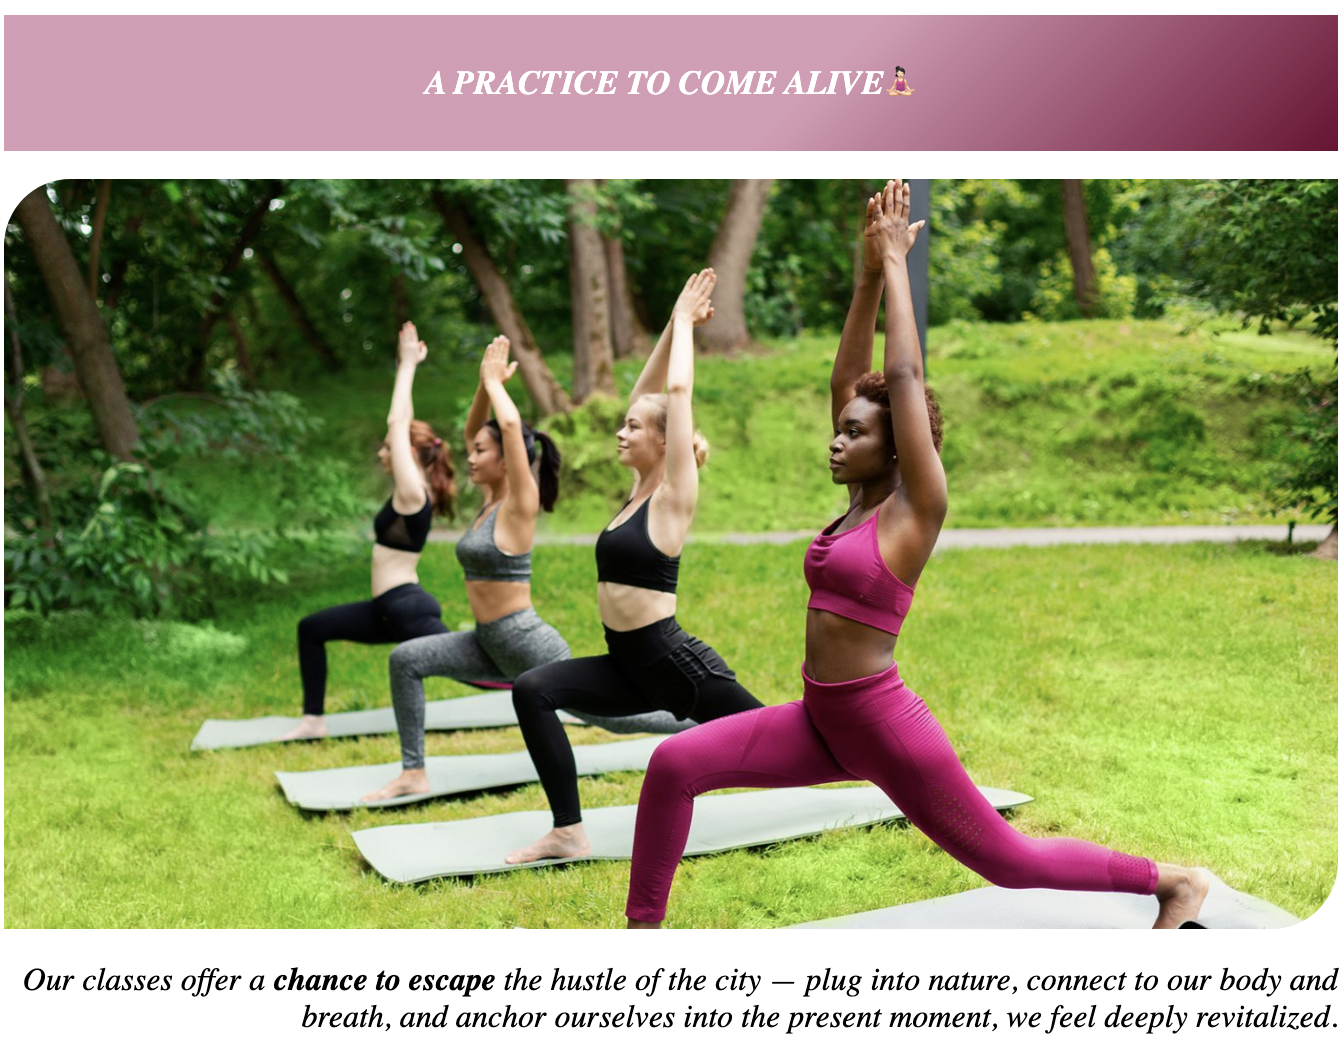 A PRACTICE TO COME ALIVE🧘🏻‍♀️
Our classes offer a chance to escape the hustle of the city — plug into nature, connect to our body and
breath, and anchor ourselves into the present moment, we feel deeply revitalized.